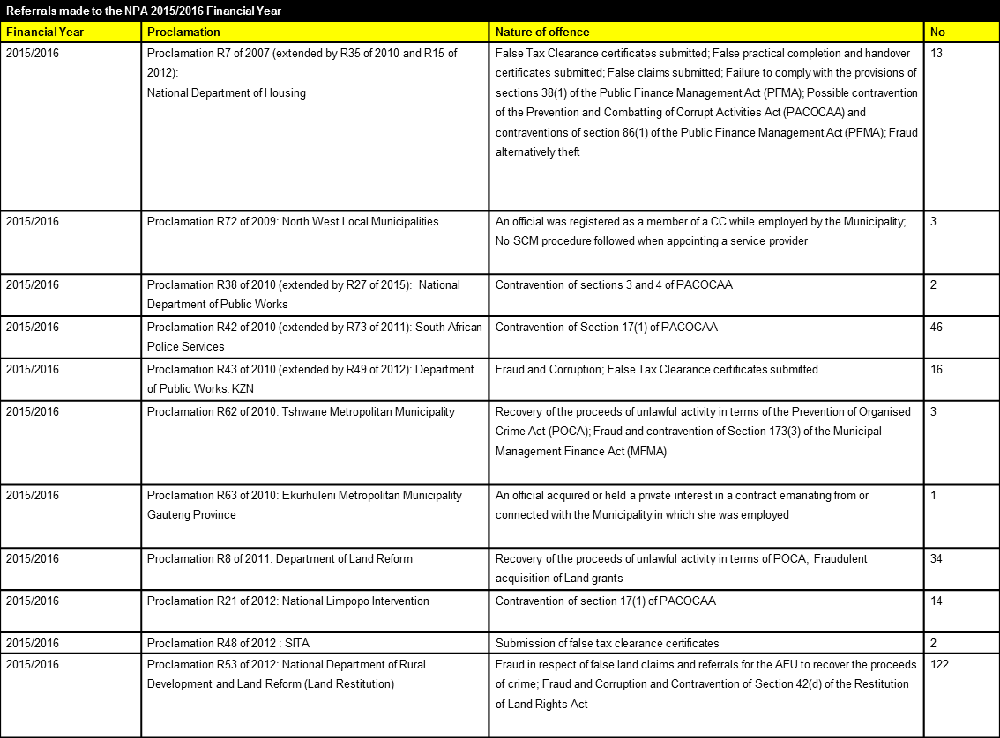 Referrals made to the NPA 2015/2016 Financial Year
Financial Year Proclamation Nature of offence No
2015/2016 Proclamation R7 of 2007 (extended by R35 of 2010 and R15 of False Tax Clearance certificates submitted; False practical completion and handover 13
2012): certificates submitted; False claims submitted; Failure to comply with the provisions of
National Department of Housing sections 38(1) of the Public Finance Management Act (PFMA); Possible contravention
of the Prevention and Combatting of Corrupt Activities Act (PACOCAA) and
contraventions of section 86(1) of the Public Finance Management Act (PFMA); Fraud
alternatively theft
2015/2016 Proclamation R72 of 2009: North West Local Municipalities An official was registered as a member of a CC while employed by the Municipality; 3
No SCM procedure followed when appointing a service provider
2015/2016 Proclamation R38 of 2010 (extended by R27 of 2015): National Contravention of sections 3 and 4 of PACOCAA 2
Department of Public Works
2015/2016 Proclamation R42 of 2010 (extended by R73 of 2011): South African Contravention of Section 17(1) of PACOCAA 46
Police Services
2015/2016 Proclamation R43 of 2010 (extended by R49 of 2012): Department Fraud and Corruption; False Tax Clearance certificates submitted 16
of Public Works: KZN
2015/2016 Proclamation R62 of 2010: Tshwane Metropolitan Municipality Recovery of the proceeds of unlawful activity in terms of the Prevention of Organised 3
Crime Act (POCA); Fraud and contravention of Section 173(3) of the Municipal
Management Finance Act (MFMA)
2015/2016 Proclamation R63 of 2010: Ekurhuleni Metropolitan Municipality An official acquired or held a private interest in a contract emanating from or 1
Gauteng Province connected with the Municipality in which she was employed
2015/2016 Proclamation R8 of 2011: Department of Land Reform Recovery of the proceeds of unlawful activity in terms of POCA; Fraudulent 34
acquisition of Land grants
2015/2016 Proclamation R21 of 2012: National Limpopo Intervention Contravention of section 17(1) of PACOCAA 14
2015/2016 Proclamation R48 of 2012 : SITA Submission of false tax clearance certificates 2
2015/2016 Proclamation R53 of 2012: National Department of Rural Fraud in respect of false land claims and referrals for the AFU to recover the proceeds 122
Development and Land Reform (Land Restitution) of crime; Fraud and Corruption and Contravention of Section 42(d) of the Restitution
of Land Rights Act